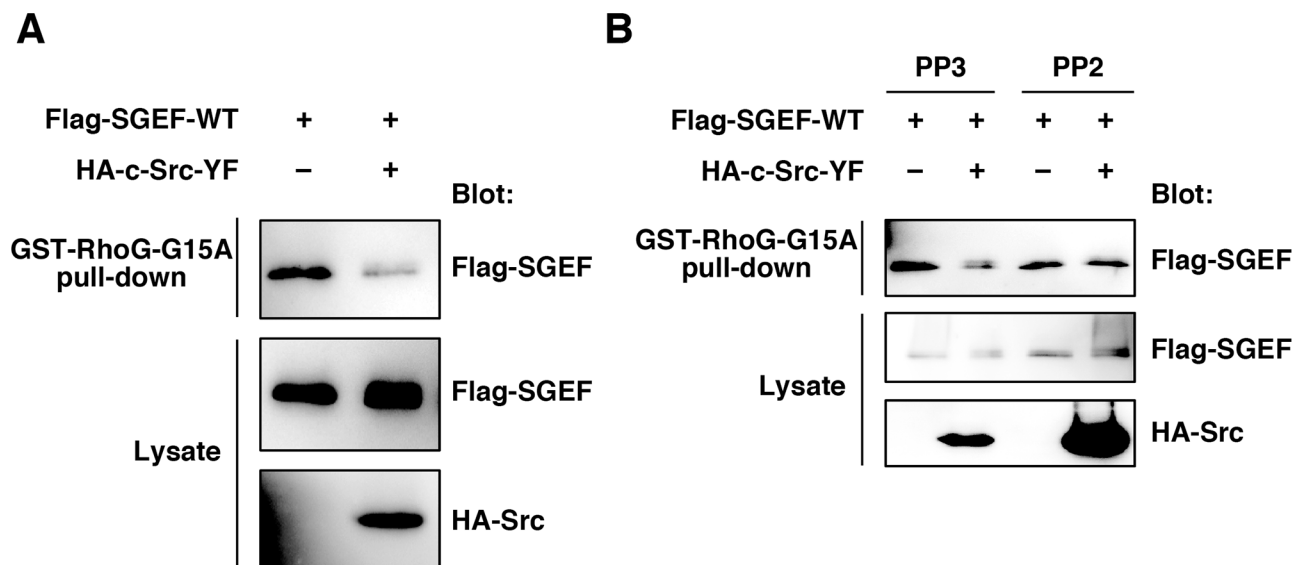 A
Flag-SGEF-WT + +
HA-c-Src-YF – +
Blot:
GST-RhoG-G15A
pull-down
Flag-SGEF
Lysate
Flag-SGEF
HA-Src
B
PP3 PP2
Flag-SGEF-WT + + + +
HA-c-Src-YF – + – +
Blot:
GST-RhoG-G15A
pull-down
Flag-SGEF
Lysate
Flag-SGEF
HA-Src